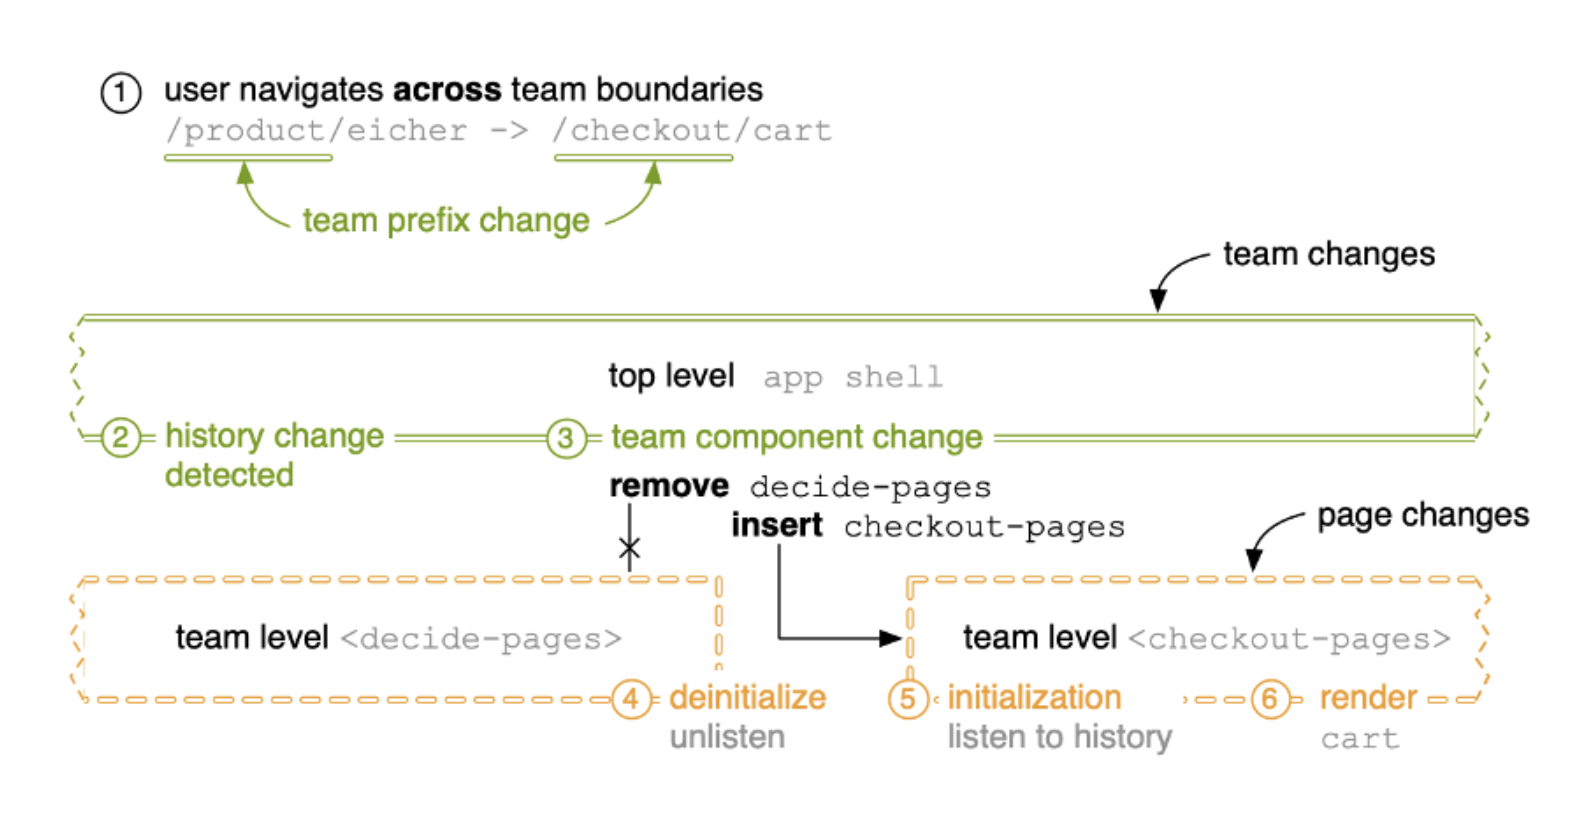 1 user navigates across team boundaries
/product/eicher -> /checkout/cart
team prefix change
team changes
top level app shell
2 history change
detected
3 team component change
remove decide-pages
insert checkout-pages
page changes
team level <decide-pages>
team level <checkout-pages>
4 deinitialize
unlisten
5 initialization
listen to history
6 render
cart